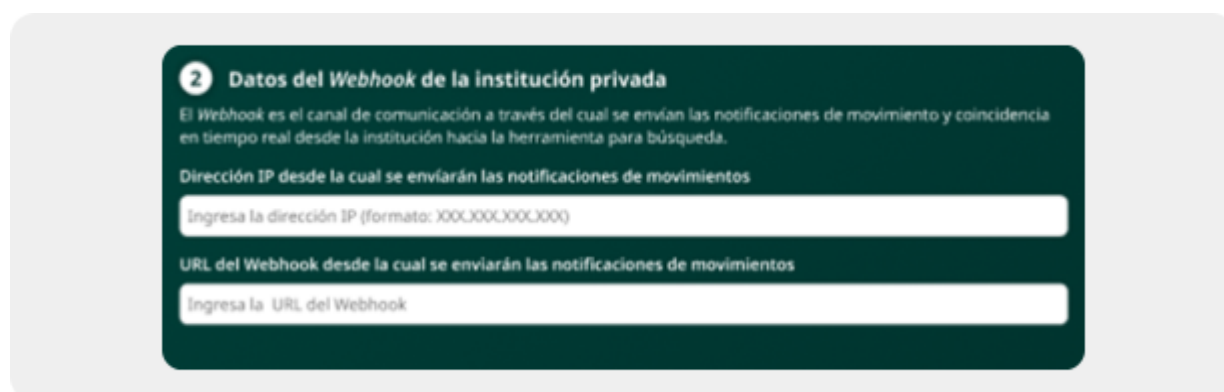 2 Datos del Webhook de la institución privada
El Webhook es el canal de comunicación a través del cual se envían las notificaciones de movimiento y coincidencia
en tiempo real desde la institución hacia la herramienta para búsqueda.
Dirección IP desde la cual se envíarán las notificaciones de movimientos
Ingresa la dirección IP (formato: XXX.XXX.XXX.XXX)
URL del Webhook desde la cual se enviarán las notificaciones de movimientos
Ingresa la URL del Webhook